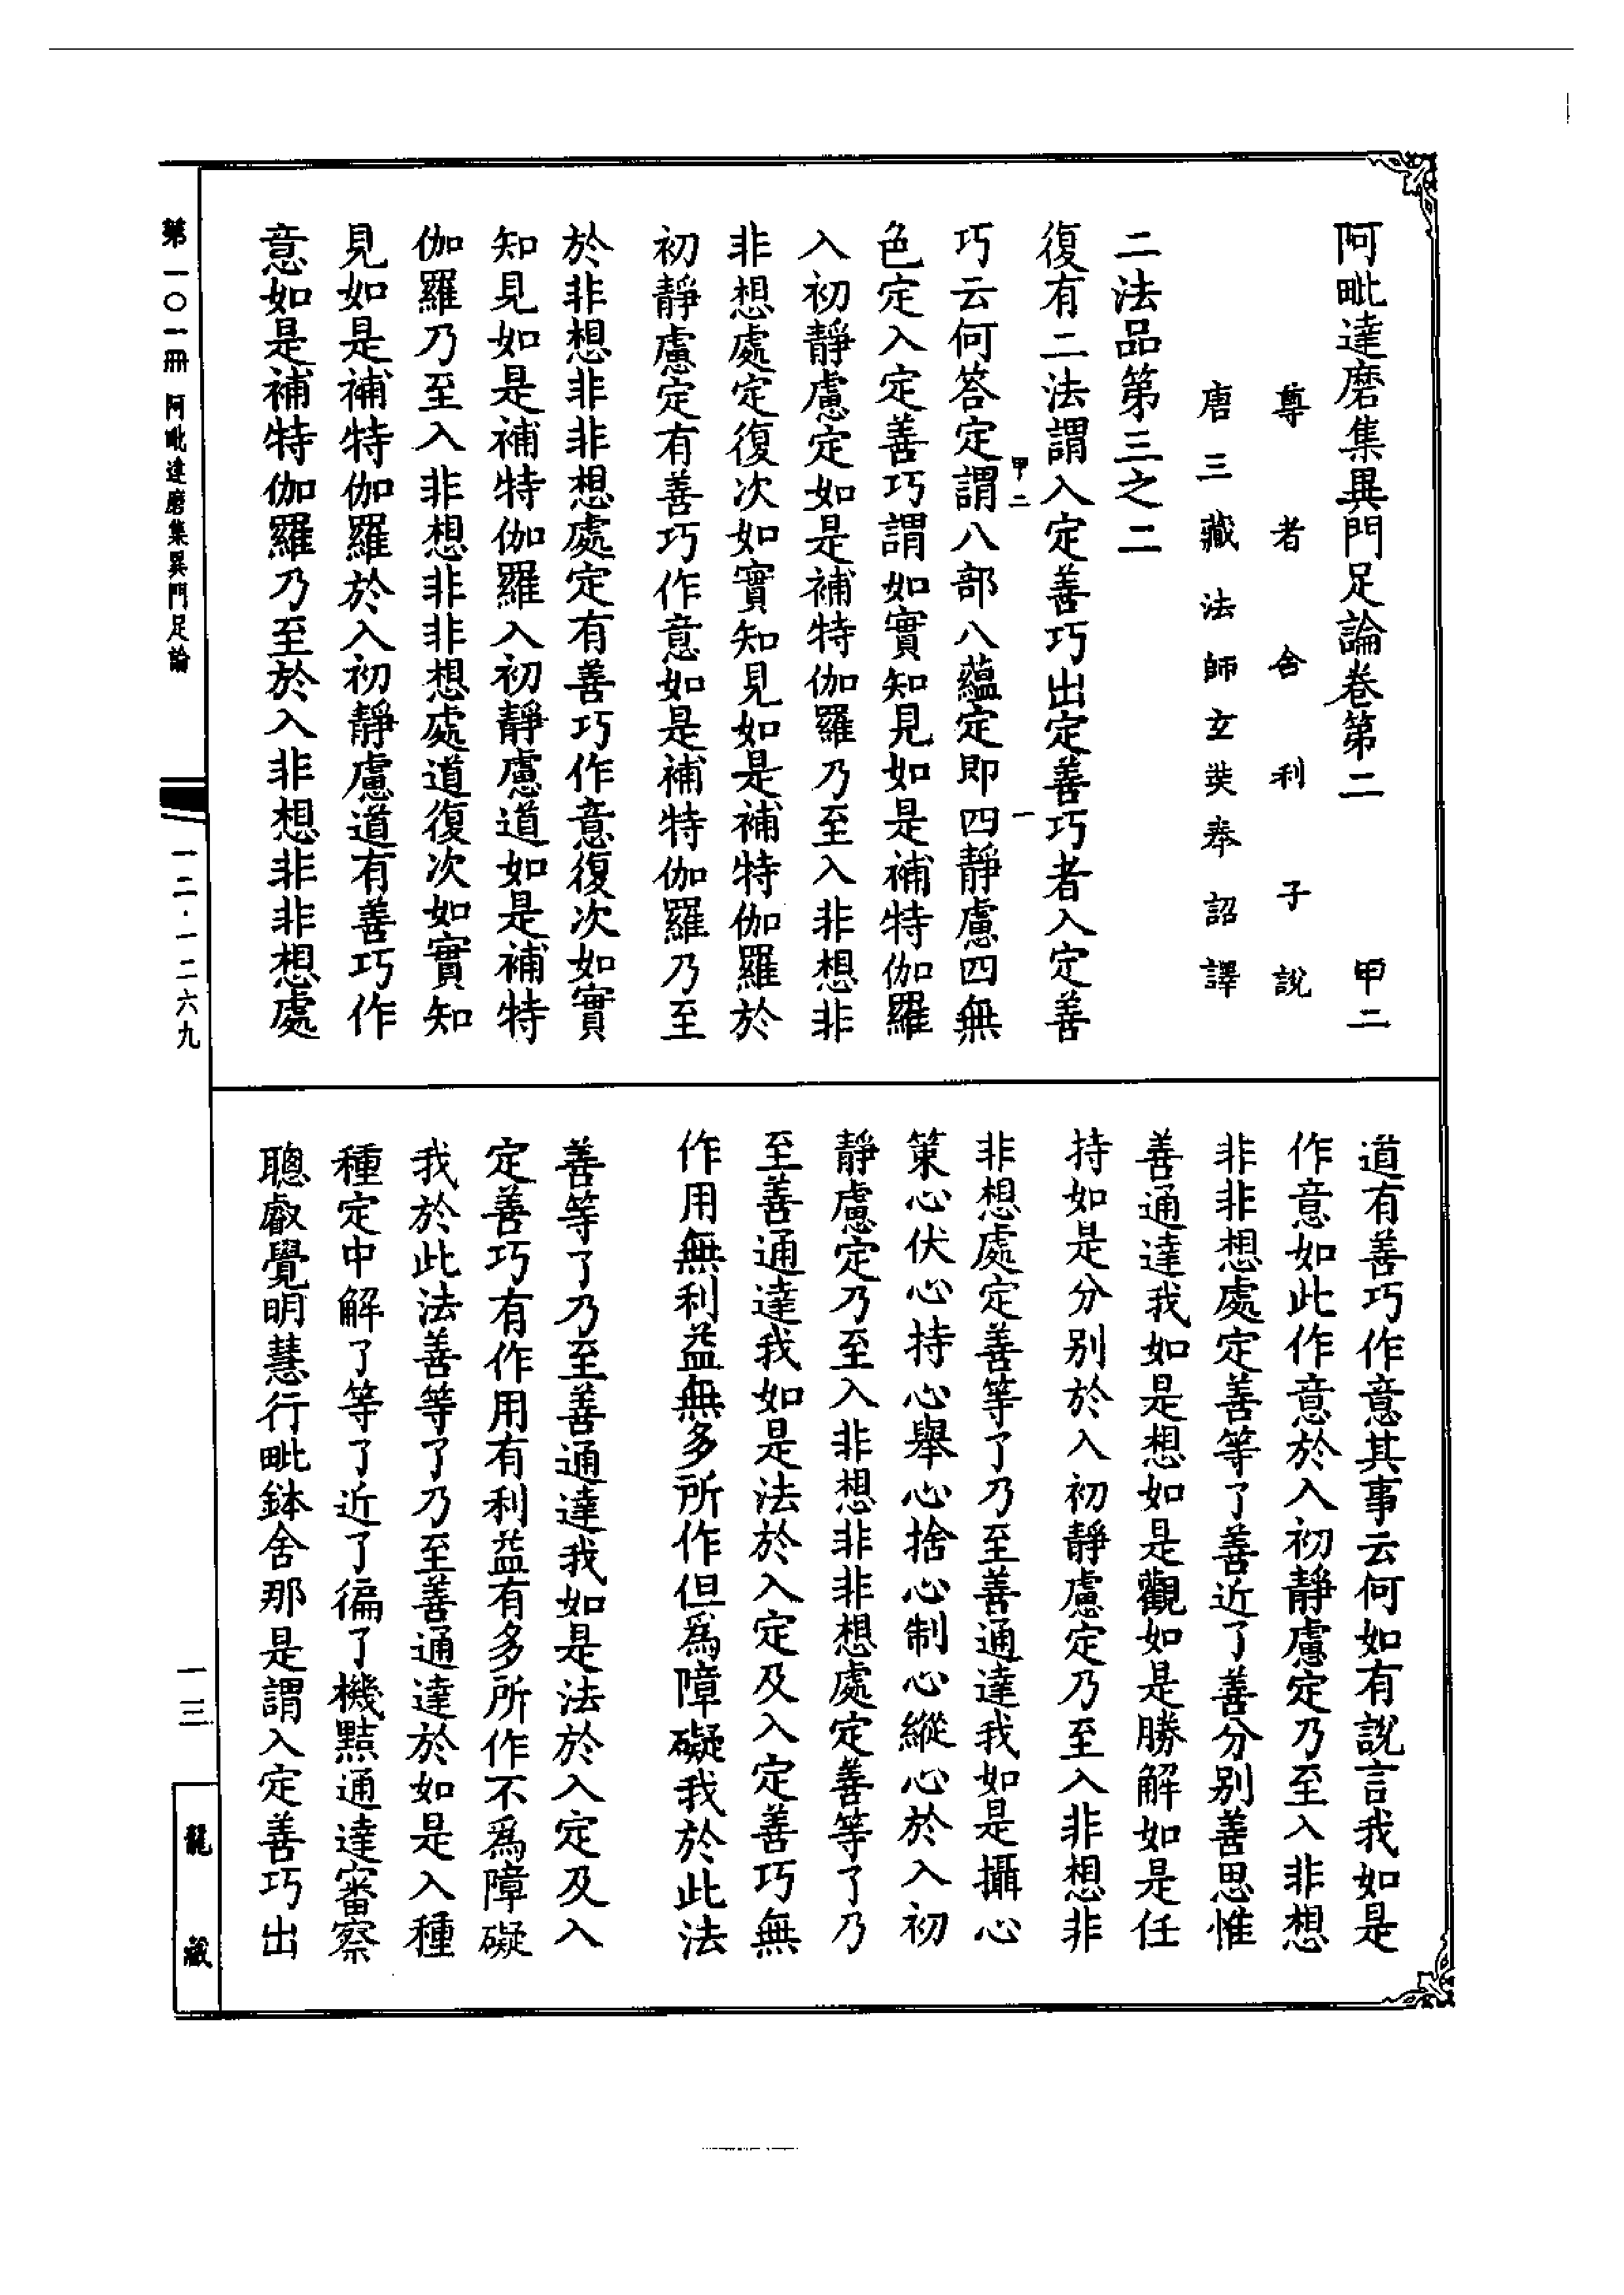 阿毗達磨集異門足論卷第二　甲二
尊者舍利子說
唐三藏法師玄奘奉詔譯
二法品第三之二
復有二法謂入定善巧出定善巧者入定善
甲二　一
巧云何答定謂八部八蘊定即四靜慮四無
色定入定善巧謂如實知見如是補特伽羅
入初靜慮定如是補特伽羅乃至入非想非
非想處定復次如實知見如是補特伽羅於
初靜慮定有善巧作意如是補特伽羅乃至
於非想非非想處定有善巧作意復次如實
知見如是補特伽羅入初靜慮道如是補特
伽羅乃至入非想非非想處道復次如實知
見如是補特伽羅於入初靜慮道有善巧作
意如是補特伽羅乃至於入非想非非想處
道有善巧作意其事云何如有說言我如是
作意如此作意於入初靜慮定乃至入非想
非非想處定善等了善近了善分別善思惟
善通達我如是想如是觀如是勝解如是任
持如是分別於入初靜慮定乃至入非想非
非想處定善等了乃至善通達我如是攝心
策心伏心持心舉心捨心制心縱心於入初
靜慮定乃至入非想非非想處定善等了乃
至善通達我如是法於入定及入定善巧無
作用無利益無多所作但爲障礙我於此法
善等了乃至善通達我如是法於入定及入
定善巧有作用有利益有多所作不爲障礙
我於此法善等了乃至善通達於如是入種
種定中解了等了近了徧了機黠通達審察
聰叡覺明慧行毗鉢舍那是謂入定善巧出
第一〇一冊　阿毗達磨集異門足論
一二·一二六九
一三
龍藏